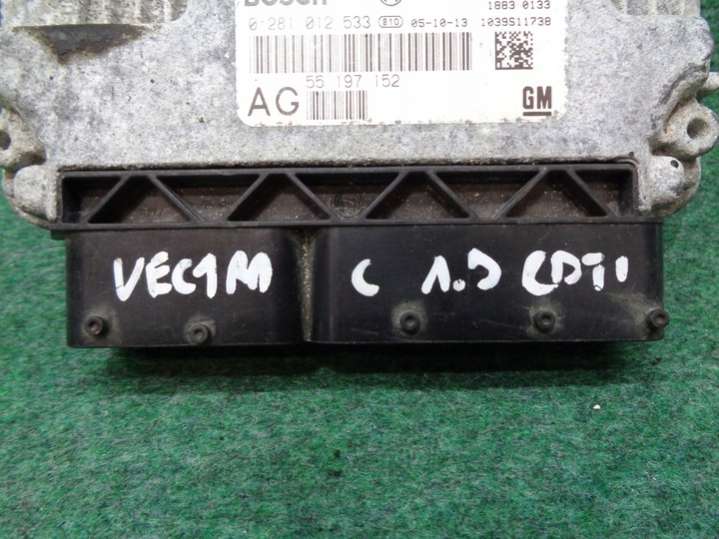 BOSCH 1883 0133
0 281 012 533 E10 05-10-13 1039S11738
55 197 152
AG GM
VECTRA C 1.9 CDTI